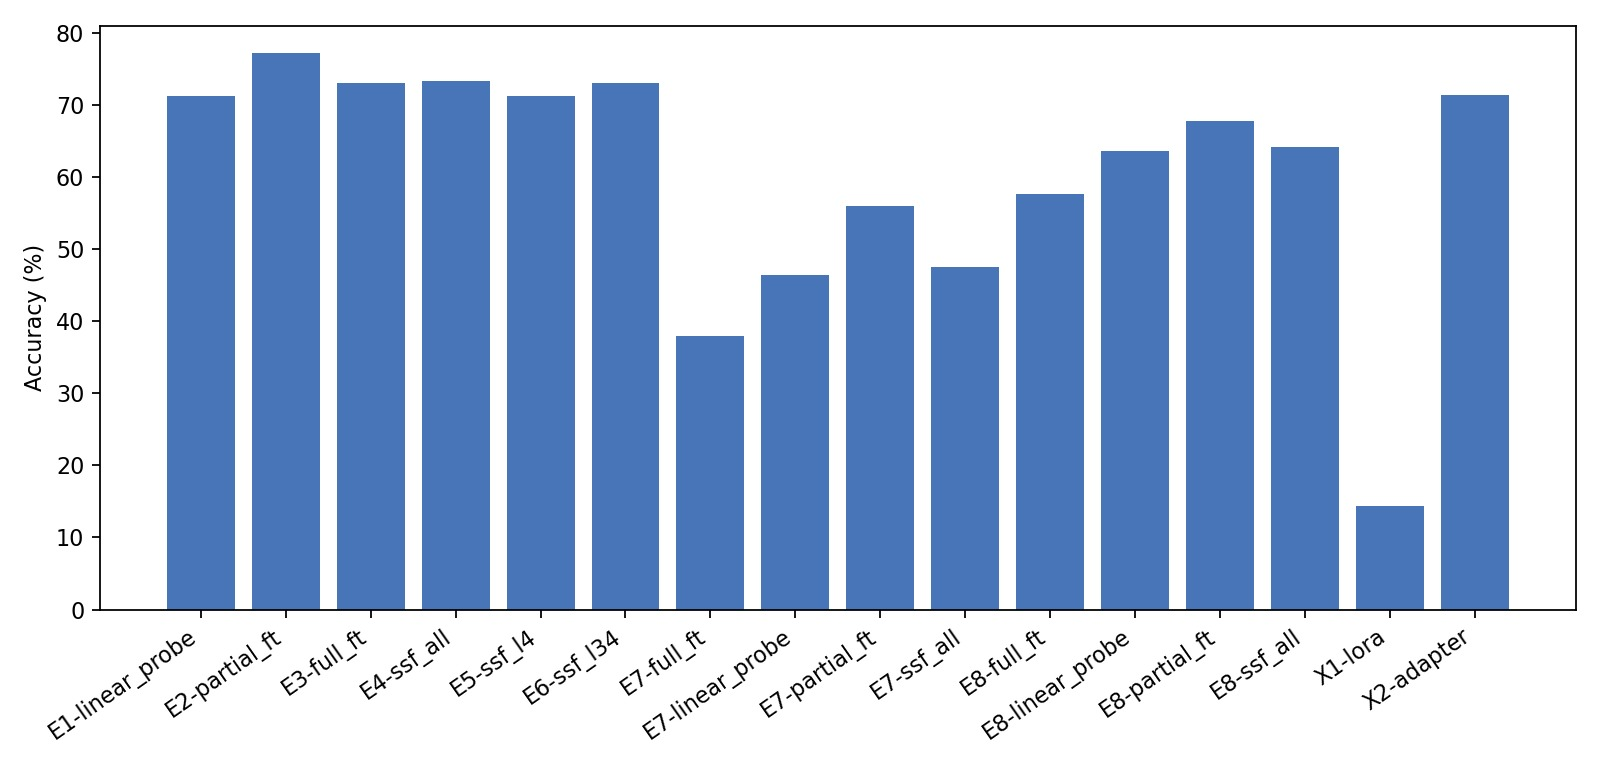 Accuracy (%)
80
70
60
50
40
30
20
10
0
E1-linear_probe
E2-partial_ft
E3-full_ft
E4-ssf_all
E5-ssf_l4
E6-ssf_l34
E7-full_ft
E7-linear_probe
E7-partial_ft
E7-ssf_all
E8-full_ft
E8-linear_probe
E8-partial_ft
E8-ssf_all
X1-lora
X2-adapter